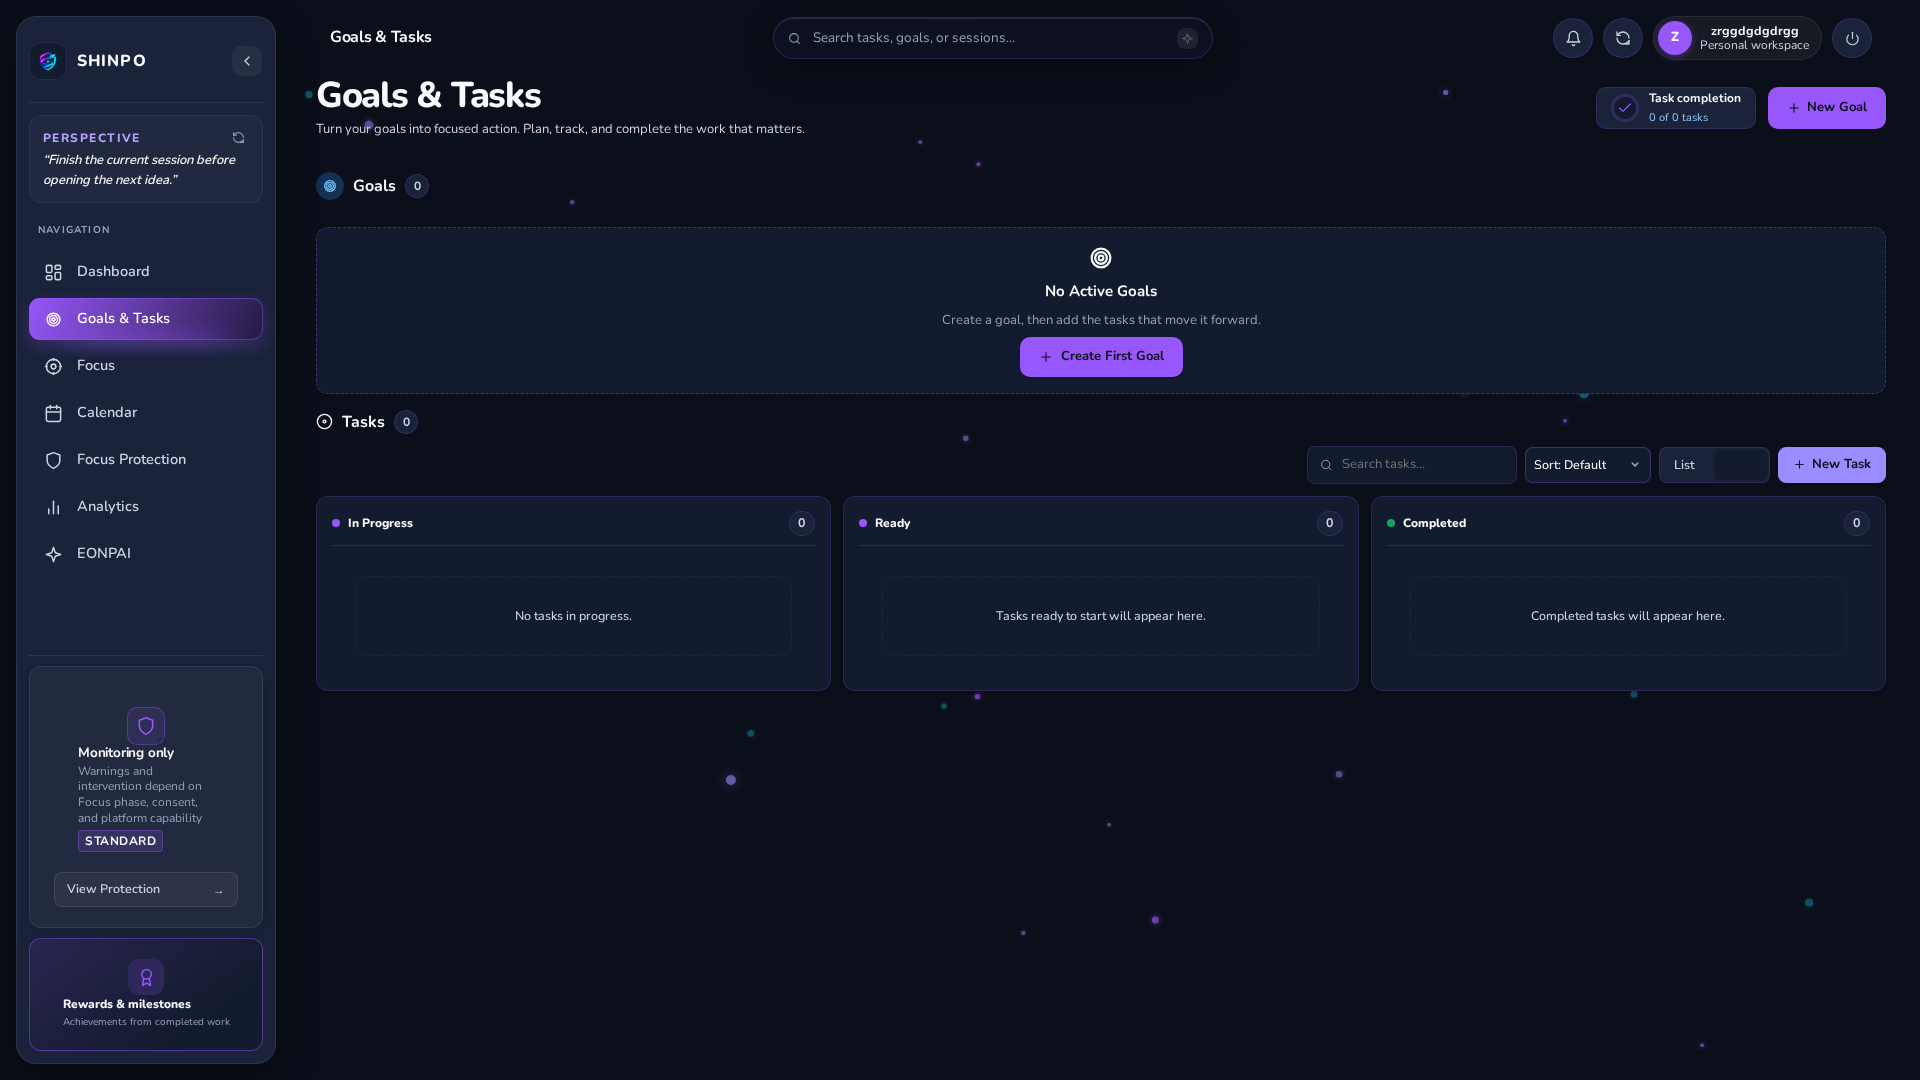 SHINPO
PERSPECTIVE
“Finish the current session before
opening the next idea.”
NAVIGATION
Dashboard
Goals & Tasks
Focus
Calendar
Focus Protection
Analytics
EONPAI
Monitoring only
Warnings and
intervention depend on
Focus phase, consent,
and platform capability
STANDARD
View Protection →
Rewards & milestones
Achievements from completed work
Goals & Tasks
Search tasks, goals, or sessions...
Z
zrggdgdgdrgg
Personal workspace
Goals & Tasks
Turn your goals into focused action. Plan, track, and complete the work that matters.
Task completion
0 of 0 tasks
New Goal
Goals 0
No Active Goals
Create a goal, then add the tasks that move it forward.
Create First Goal
Tasks 0
Search tasks...
Sort: Default
List
New Task
In Progress 0
No tasks in progress.
Ready 0
Tasks ready to start will appear here.
Completed 0
Completed tasks will appear here.